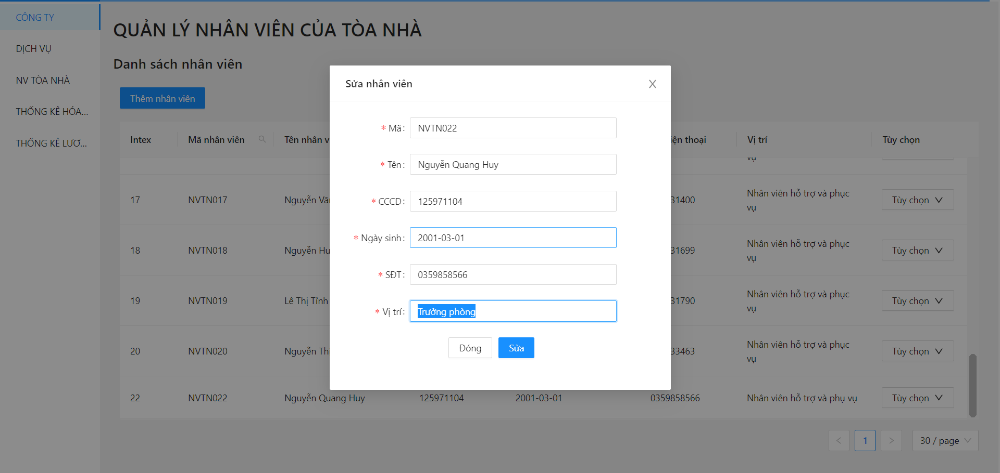 CÔNG TY
DỊCH VỤ
NV TÒA NHÀ
THỐNG KÊ HÓA...
THỐNG KÊ LƯƠ...
QUẢN LÝ NHÂN VIÊN CỦA TÒA NHÀ
Danh sách nhân viên
Thêm nhân viên
Sửa nhân viên
* Mã: NVTN022
* Tên: Nguyễn Quang Huy
* CCCD: 125971104
* Ngày sinh: 2001-03-01
* SĐT: 0359858566
* Vị trí: Trưởng phòng
Đóng Sửa
Intex Mã nhân viên Tên nhân v iện thoại Vị trí Tùy chọn
vụ
17 NVTN017 Nguyễn Vă 31400 Nhân viên hỗ trợ và phục
vụ
Tùy chọn
18 NVTN018 Nguyễn Hu 31699 Nhân viên hỗ trợ và phục
vụ
Tùy chọn
19 NVTN019 Lê Thị Tỉnh 31790 Nhân viên hỗ trợ và phục
vụ
Tùy chọn
20 NVTN020 Nguyễn Th 33463 Nhân viên hỗ trợ và phục
vụ
Tùy chọn
22 NVTN022 Nguyễn Quang Huy 125971104 2001-03-01 0359858566 Nhân viên hỗ trợ và phụ vụ Tùy chọn
< 1 > 30 / page